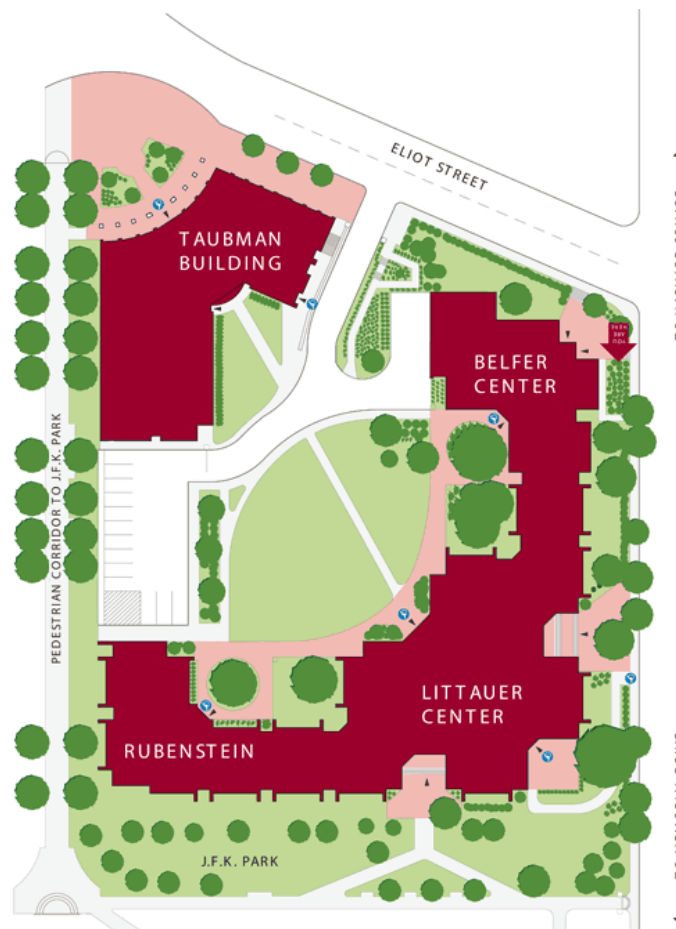 ELIOT STREET
TAUBMAN
BUILDING
BELFER
CENTER
PEDESTRIAN CORRIDOR TO J.F.K. PARK
LITTAUER
CENTER
RUBENSTEIN
J.F.K. PARK